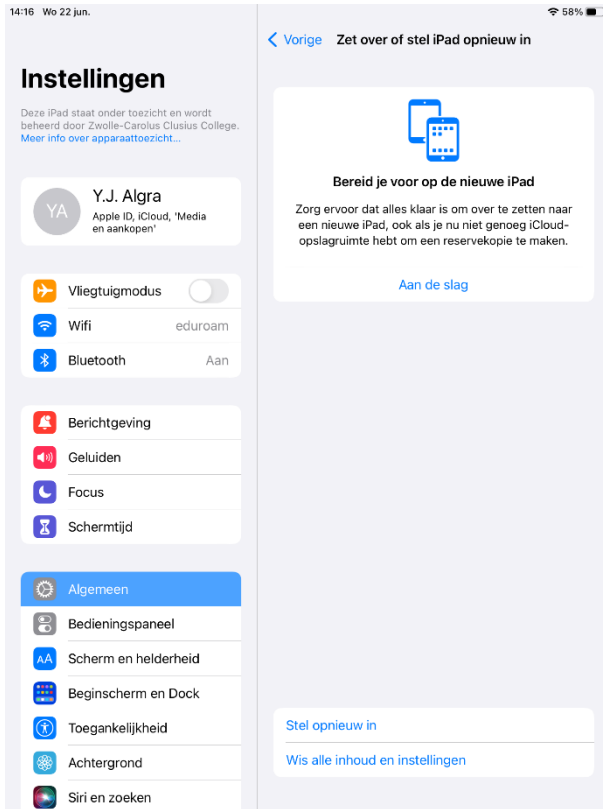 14:16 Wo 22 jun.
58%
Instellingen
Deze iPad staat onder toezicht en wordt
beheerd door Zwolle-Carolus Clusius College.
Meer info over apparaattoezicht...
YA
Y.J. Algra
Apple ID, iCloud, 'Media
en aankopen'
Vliegtuigmodus
Wifi eduroam
Bluetooth Aan
Berichtgeving
Geluiden
Focus
Schermtijd
Algemeen
Bedieningspaneel
AA Scherm en helderheid
Beginscherm en Dock
Toegankelijkheid
Achtergrond
Siri en zoeken
Vorige Zet over of stel iPad opnieuw in
Bereid je voor op de nieuwe iPad
Zorg ervoor dat alles klaar is om over te zetten naar
een nieuwe iPad, ook als je nu niet genoeg iCloud-
opslagruimte hebt om een reservekopie te maken.
Aan de slag
Stel opnieuw in
Wis alle inhoud en instellingen